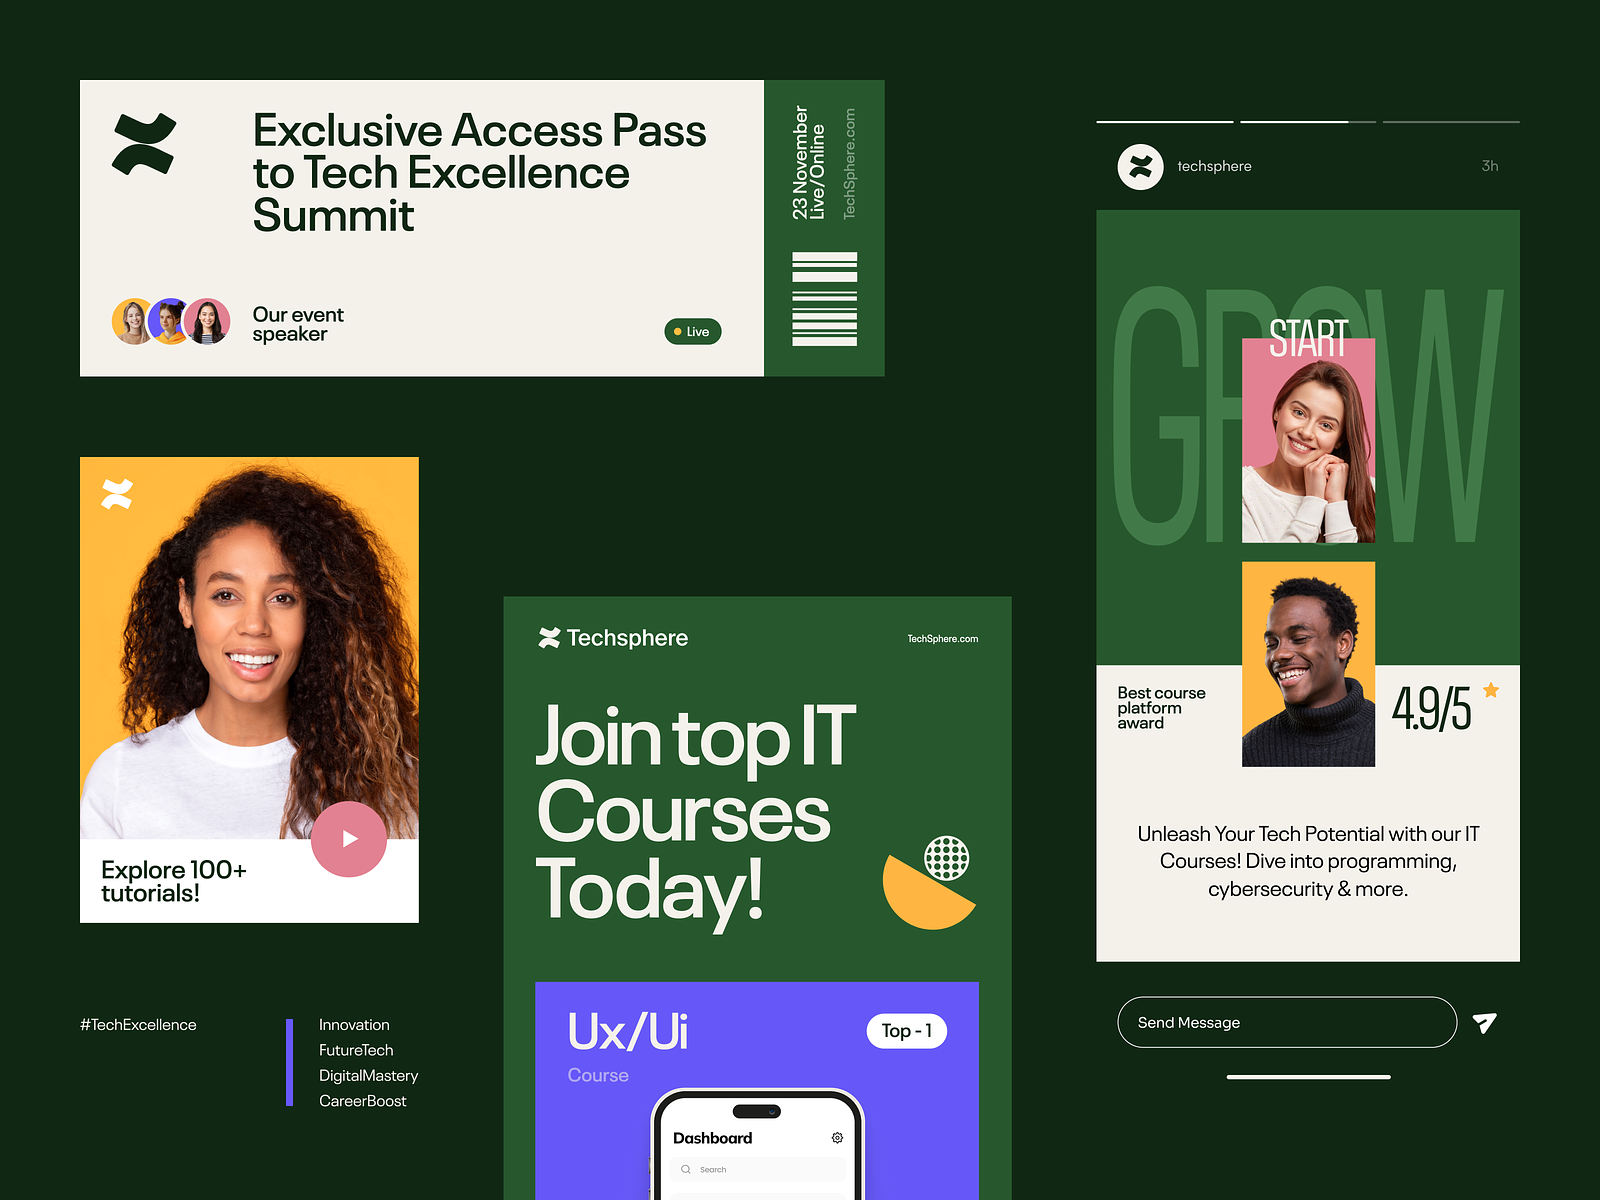 Exclusive Access Pass
to Tech Excellence
Summit
Our event
speaker
Live
23 November
Live/Online
TechSphere.com
techsphere
3h
GROW
START
Best course
platform
award
4.9/5
Unleash Your Tech Potential with our IT
Courses! Dive into programming,
cybersecurity & more.
Send Message
Explore 100+
tutorials!
#TechExcellence
Innovation
FutureTech
DigitalMastery
CareerBoost
Techsphere
TechSphere.com
Join top IT
Courses
Today!
Ux/Ui
Top - 1
Course
Dashboard
Search